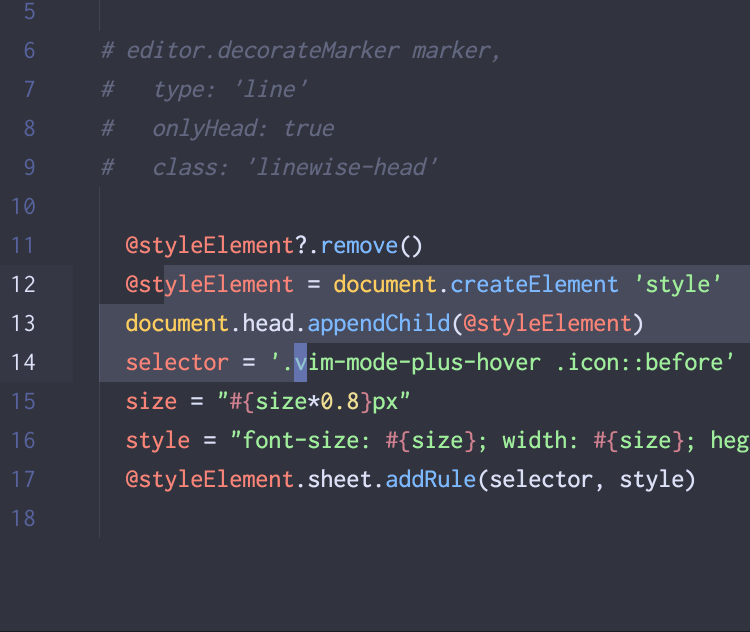 5
6 # editor.decorateMarker marker,
7 #   type: 'line'
8 #   onlyHead: true
9 #   class: 'linewise-head'
10
11 @styleElement?.remove()
12 @styleElement = document.createElement 'style'
13 document.head.appendChild(@styleElement)
14 selector = '.vim-mode-plus-hover .icon::before'
15 size = "#{size*0.8}px"
16 style = "font-size: #{size}; width: #{size}; heg
17 @styleElement.sheet.addRule(selector, style)
18